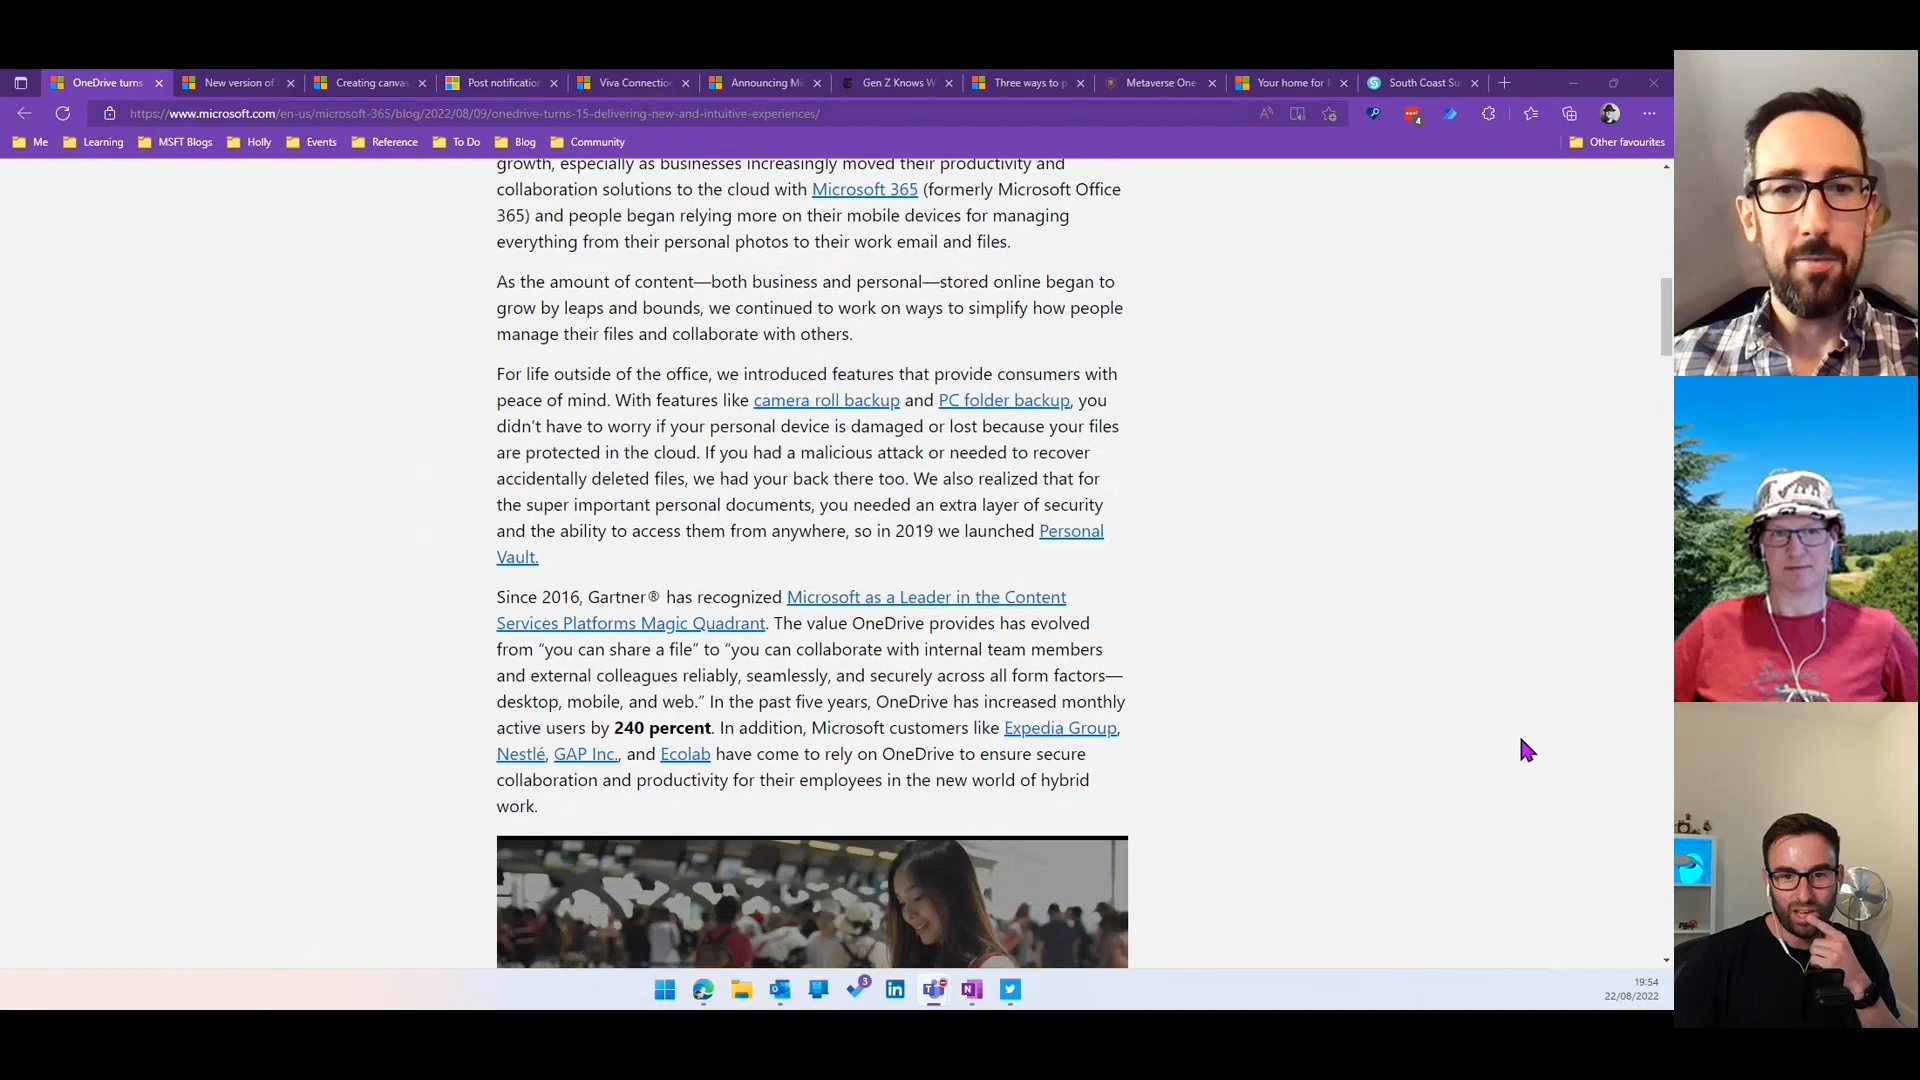 OneDrive turns
New version of
Creating canvas
Post notification
Viva Connection
Announcing Mi
Gen Z Knows W
Three ways to p
Metaverse One
Your home for
South Coast Su
https://www.microsoft.com/en-us/microsoft-365/blog/2022/08/09/onedrive-turns-15-delivering-new-and-intuitive-experiences/
4
Me
Learning
MSFT Blogs
Holly
Events
Reference
To Do
Blog
Community
Other favourites
growth, especially as businesses increasingly moved their productivity and
collaboration solutions to the cloud with Microsoft 365 (formerly Microsoft Office
365) and people began relying more on their mobile devices for managing
everything from their personal photos to their work email and files.
As the amount of content—both business and personal—stored online began to
grow by leaps and bounds, we continued to work on ways to simplify how people
manage their files and collaborate with others.
For life outside of the office, we introduced features that provide consumers with
peace of mind. With features like camera roll backup and PC folder backup, you
didn’t have to worry if your personal device is damaged or lost because your files
are protected in the cloud. If you had a malicious attack or needed to recover
accidentally deleted files, we had your back there too. We also realized that for
the super important personal documents, you needed an extra layer of security
and the ability to access them from anywhere, so in 2019 we launched Personal
Vault.
Since 2016, Gartner® has recognized Microsoft as a Leader in the Content
Services Platforms Magic Quadrant. The value OneDrive provides has evolved
from “you can share a file” to “you can collaborate with internal team members
and external colleagues reliably, seamlessly, and securely across all form factors—
desktop, mobile, and web.” In the past five years, OneDrive has increased monthly
active users by 240 percent. In addition, Microsoft customers like Expedia Group,
Nestlé, GAP Inc., and Ecolab have come to rely on OneDrive to ensure secure
collaboration and productivity for their employees in the new world of hybrid
work.
3
19:54
22/08/2022